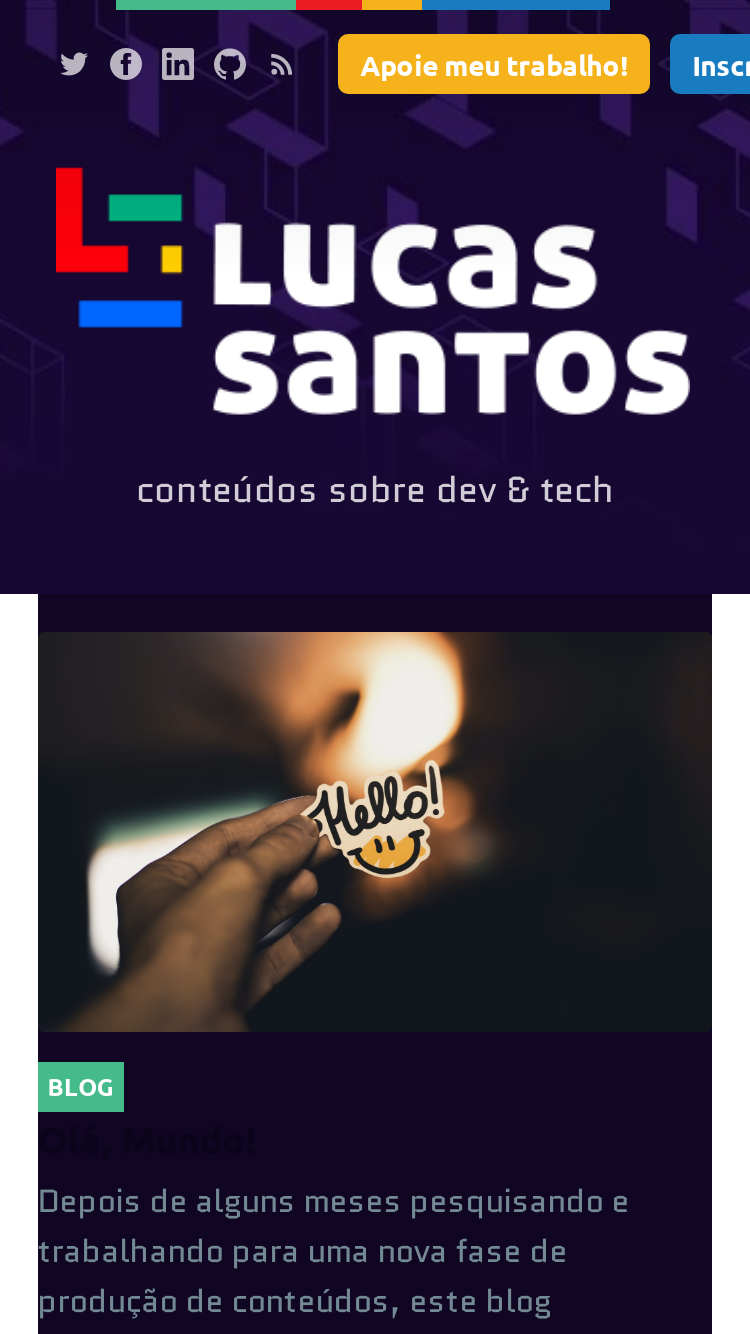 Apoie meu trabalho!
Inscr
LUCAS
SANTOS
conteúdos sobre dev & tech
Hello!
BLOG
Olá, Mundo!
Depois de alguns meses pesquisando e
trabalhando para uma nova fase de
produção de conteúdos, este blog